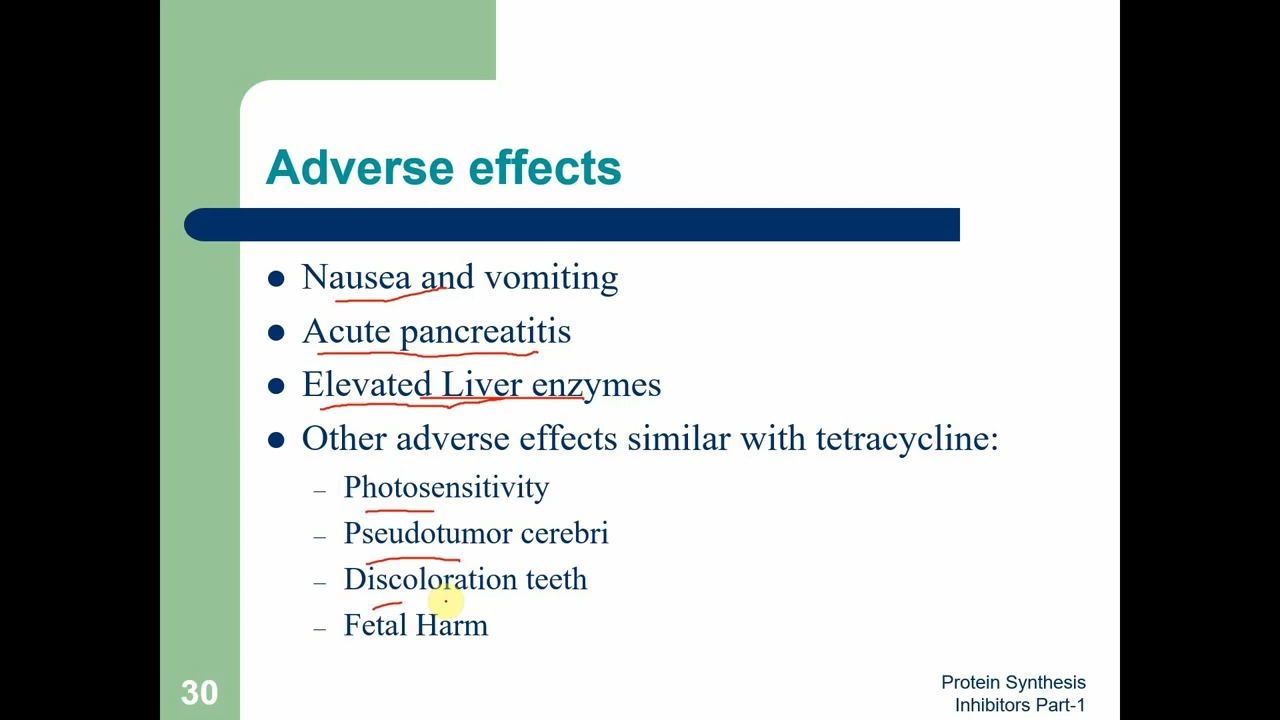 Adverse effects
Nausea and vomiting
Acute pancreatitis
Elevated Liver enzymes
Other adverse effects similar with tetracycline:
– Photosensitivity
– Pseudotumor cerebri
– Discoloration teeth
– Fetal Harm
30
Protein Synthesis
Inhibitors Part-1